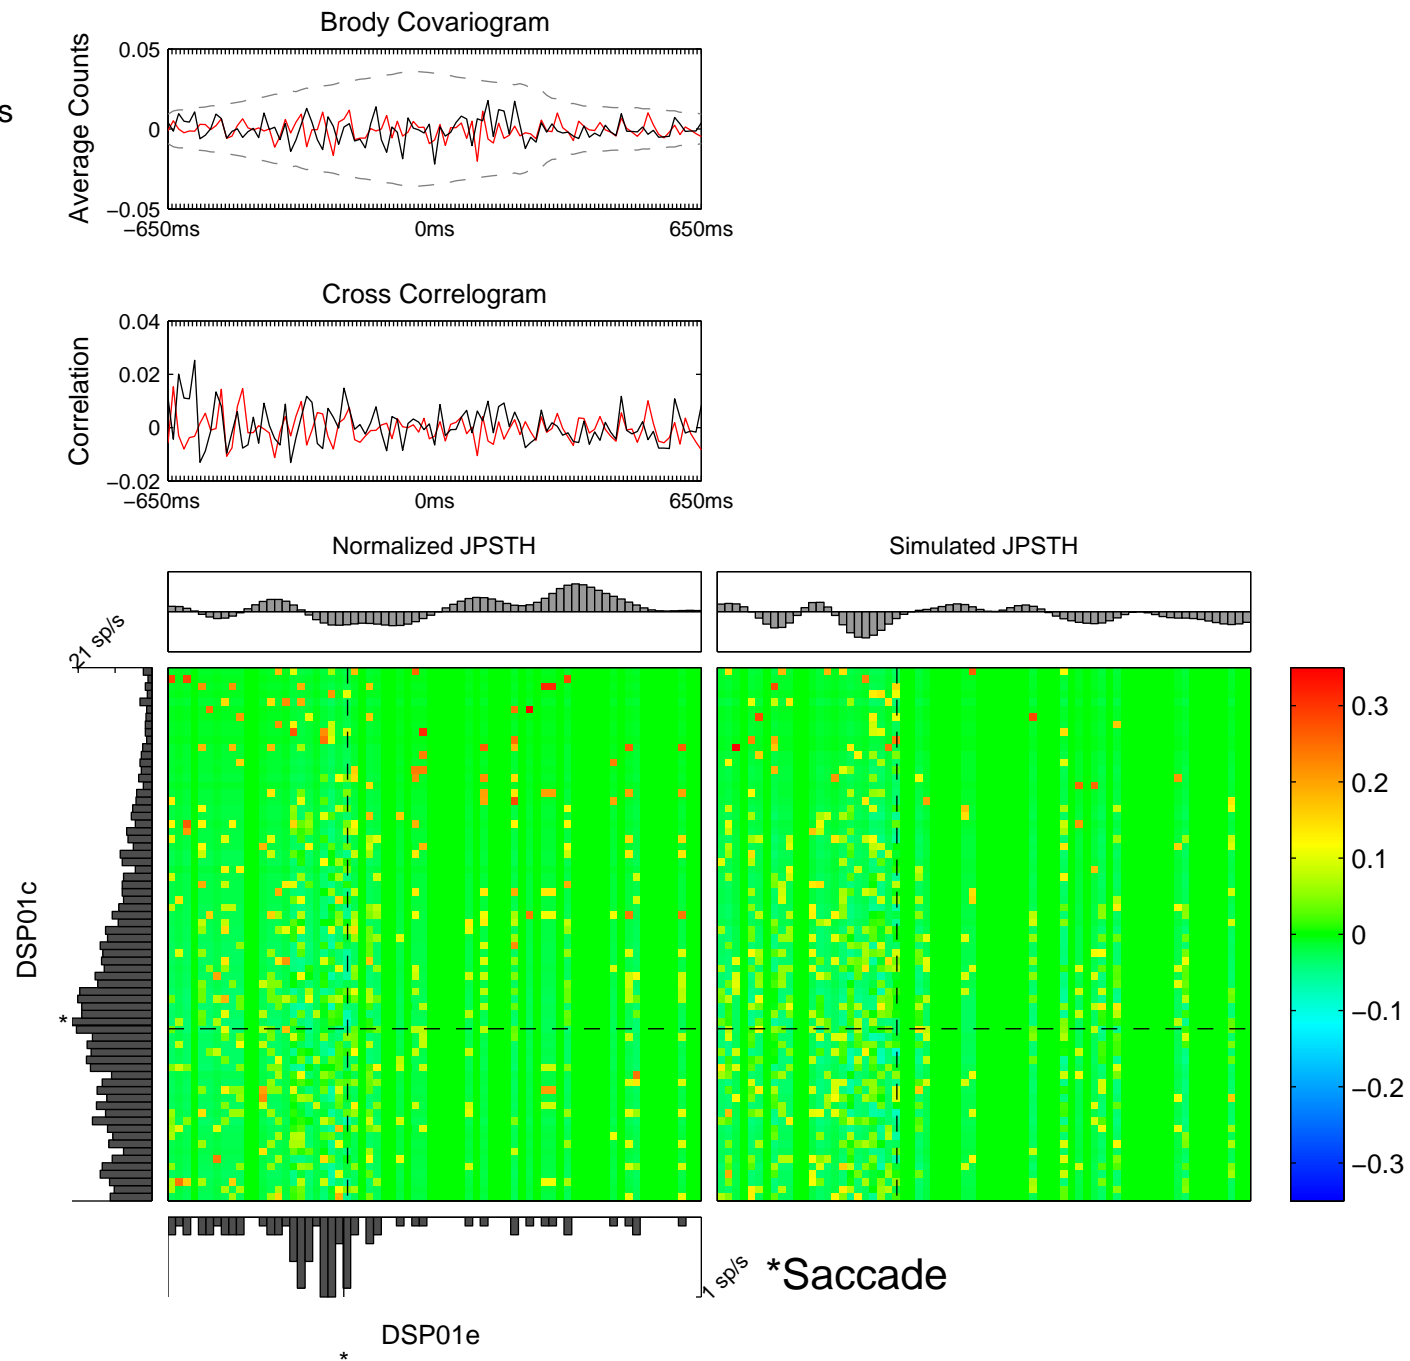 Brody Covariogram
s
Average Counts
0.05
0
−0.05
−650ms
0ms
650ms
Cross Correlogram
Correlation
0.04
0.02
0
−0.02
−650ms
0ms
650ms
Normalized JPSTH
Simulated JPSTH
21 sp/s
DSP01c
*
0.3
0.2
0.1
0
−0.1
−0.2
−0.3
1 sp/s
*Saccade
DSP01e
*